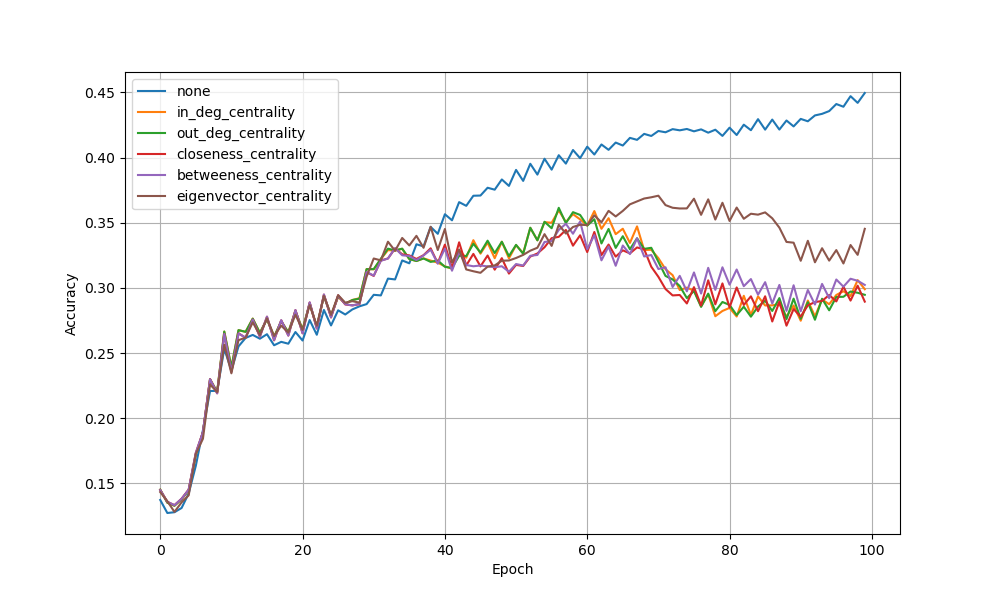 none
in_deg_centrality
out_deg_centrality
closeness_centrality
betweeness_centrality
eigenvector_centrality
Accuracy
0.45
0.40
0.35
0.30
0.25
0.20
0.15
0 20 40 60 80 100
Epoch